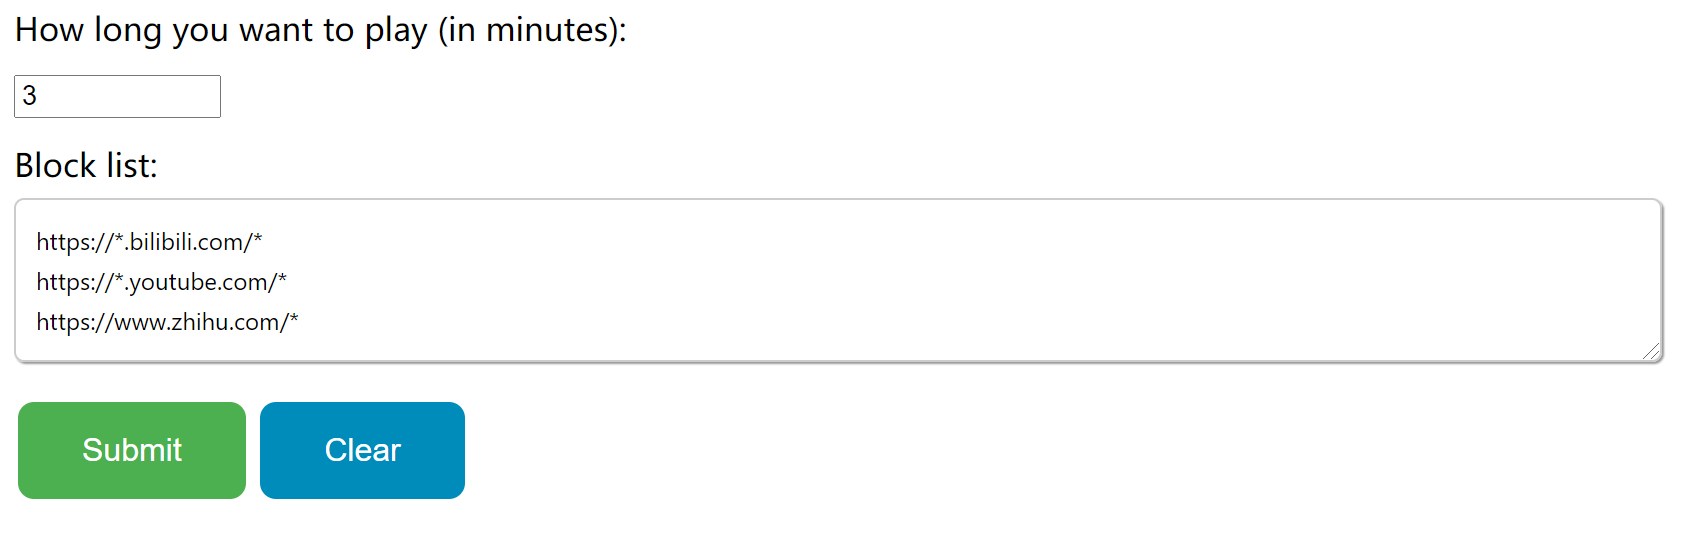 How long you want to play (in minutes):
3
Block list:
https://*.bilibili.com/*
https://*.youtube.com/*
https://www.zhihu.com/*
Submit Clear